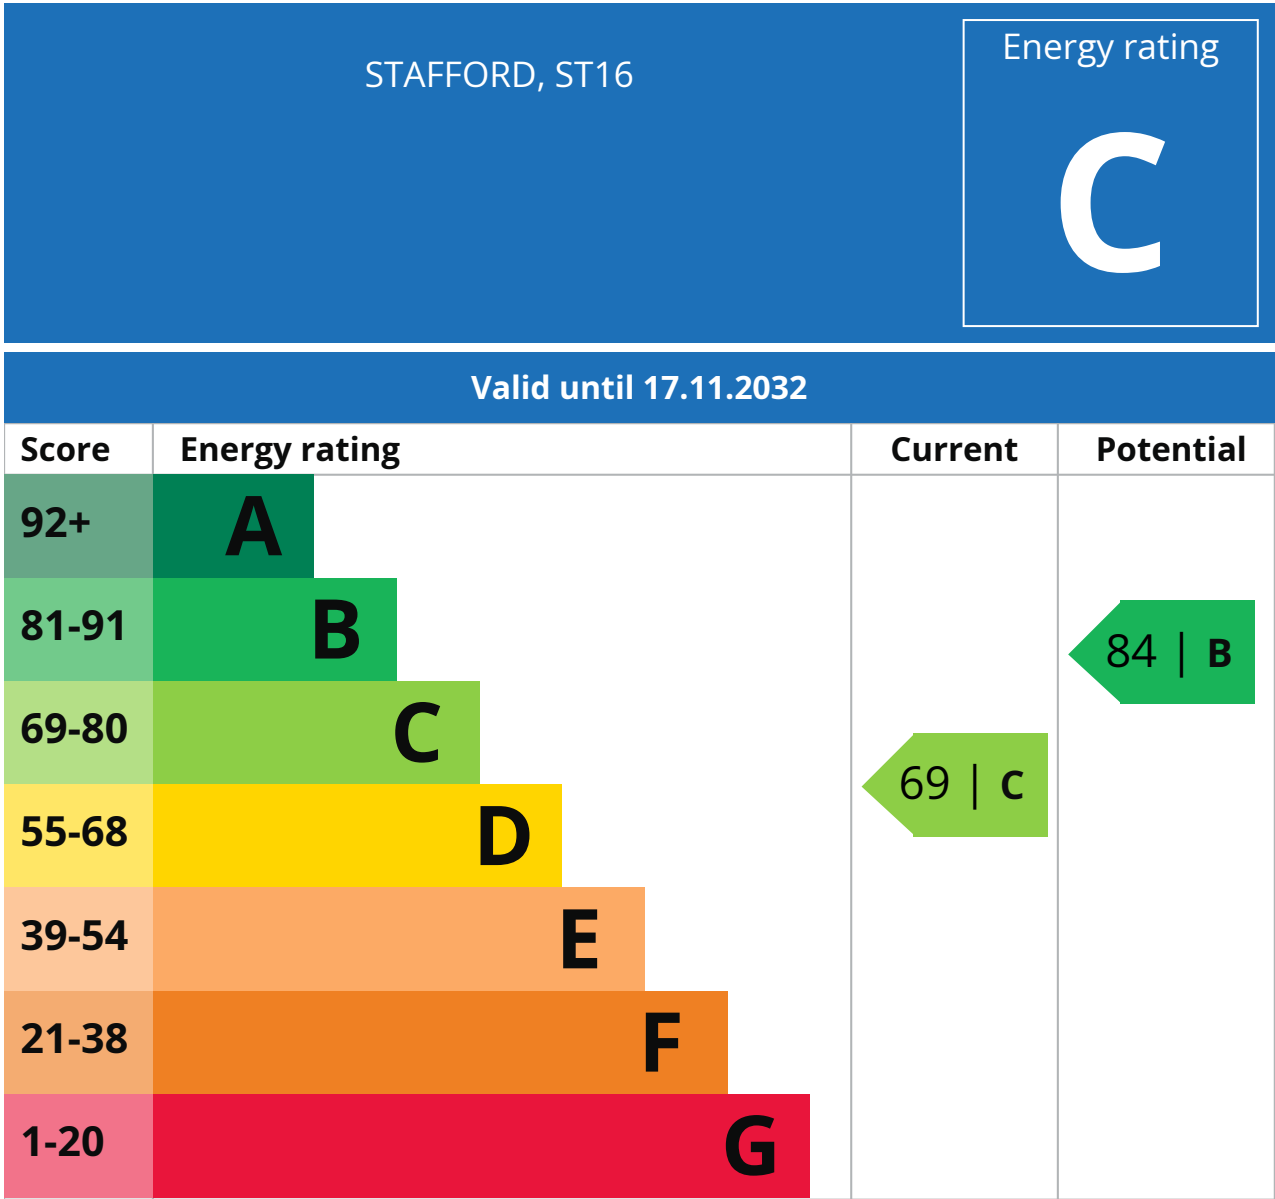 STAFFORD, ST16
Energy rating
C
Valid until 17.11.2032
Score Energy rating Current Potential
92+ A
81-91 B
84 | B
69-80 C
69 | C
55-68 D
39-54 E
21-38 F
1-20 G